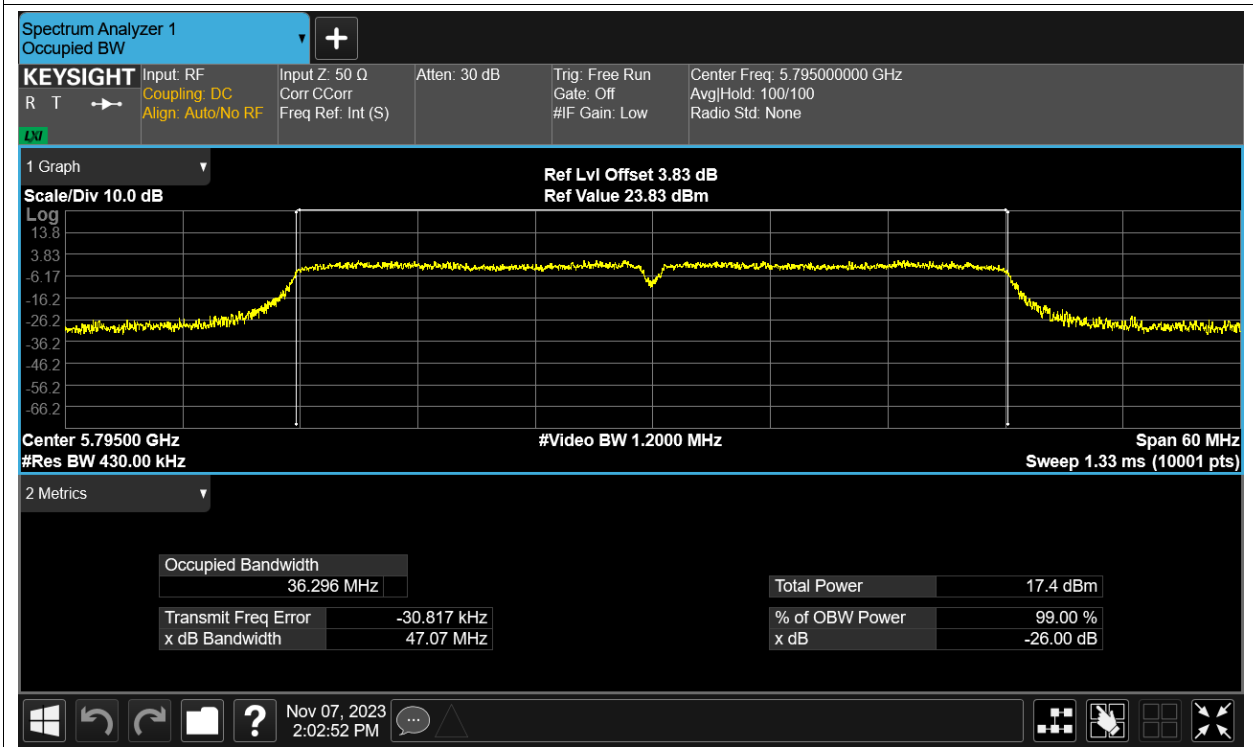 Spectrum Analyzer 1
Occupied BW
KEYSIGHT
R T
LXI
Input: RF
Coupling: DC
Align: Auto/No RF
Input Z: 50 Ω
Corr CCorr
Freq Ref: Int (S)
Atten: 30 dB
Trig: Free Run
Gate: Off
#IF Gain: Low
Center Freq: 5.795000000 GHz
Avg|Hold: 100/100
Radio Std: None
1 Graph
Scale/Div 10.0 dB
Ref Lvl Offset 3.83 dB
Ref Value 23.83 dBm
Log
13.8
3.83
-6.17
-16.2
-26.2
-36.2
-46.2
-56.2
-66.2
Center 5.79500 GHz
#Res BW 430.00 kHz
#Video BW 1.2000 MHz
Span 60 MHz
Sweep 1.33 ms (10001 pts)
2 Metrics
Occupied Bandwidth
36.296 MHz
Transmit Freq Error -30.817 kHz
x dB Bandwidth 47.07 MHz
Total Power 17.4 dBm
% of OBW Power 99.00 %
x dB -26.00 dB
?
Nov 07, 2023
2:02:52 PM